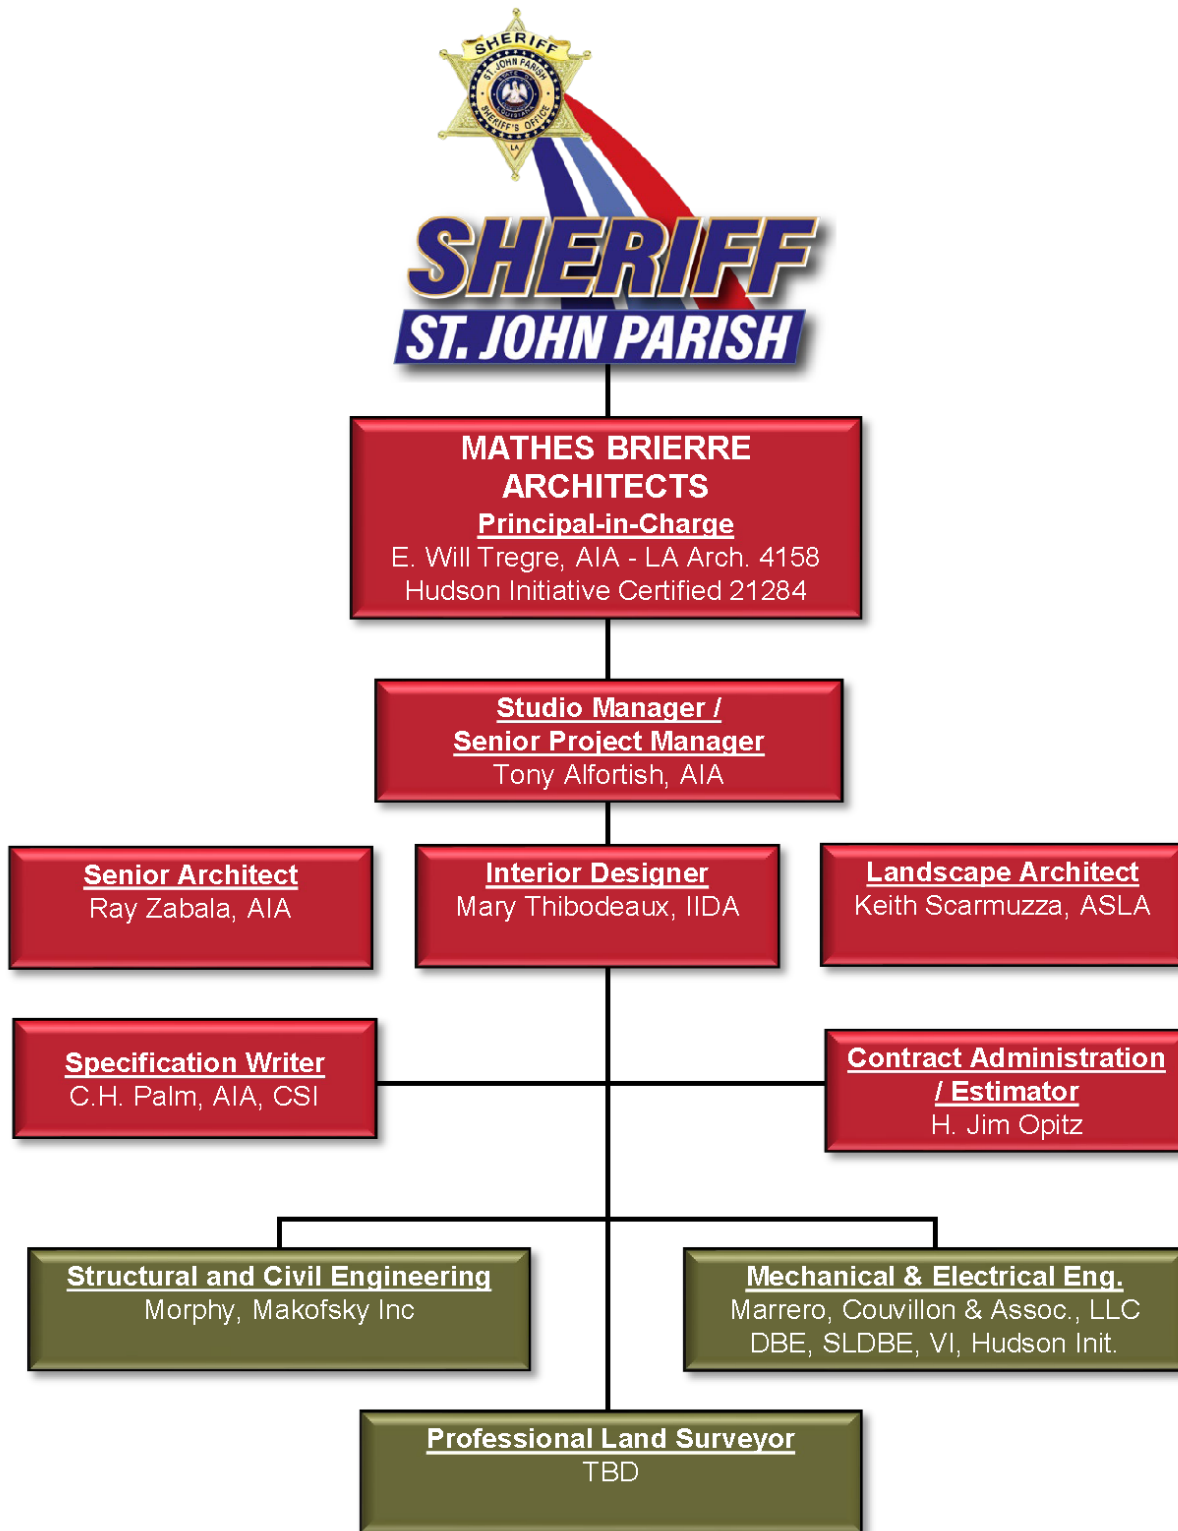 SHERIFF
ST. JOHN PARISH
STATE OF
LOUISIANA
SHERIFF'S OFFICE
LA
SHERIFF
ST. JOHN PARISH
MATHES BRIERRE
ARCHITECTS
Principal-in-Charge
E. Will Tregre, AIA - LA Arch. 4158
Hudson Initiative Certified 21284
Studio Manager /
Senior Project Manager
Tony Alfortish, AIA
Senior Architect
Ray Zabala, AIA
Interior Designer
Mary Thibodeaux, IIDA
Landscape Architect
Keith Scarmuzza, ASLA
Specification Writer
C.H. Palm, AIA, CSI
Contract Administration
/ Estimator
H. Jim Opitz
Structural and Civil Engineering
Morphy, Makofsky Inc
Mechanical & Electrical Eng.
Marrero, Couvillon & Assoc., LLC
DBE, SLDBE, VI, Hudson Init.
Professional Land Surveyor
TBD